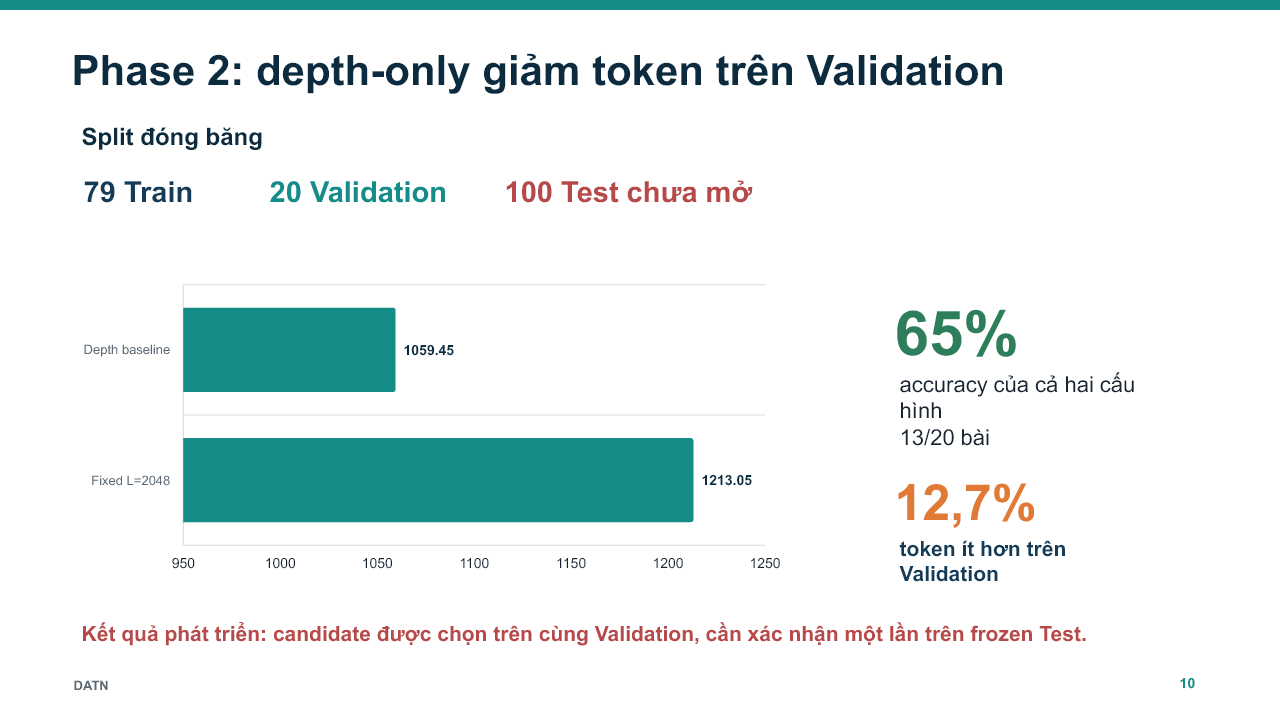 Phase 2: depth-only giảm token trên Validation
Split đóng băng
79 Train
20 Validation
100 Test chưa mở
Depth baseline
1059.45
Fixed L=2048
1213.05
950
1000
1050
1100
1150
1200
1250
65%
accuracy của cả hai cấu
hình
13/20 bài
12,7%
token ít hơn trên
Validation
Kết quả phát triển: candidate được chọn trên cùng Validation, cần xác nhận một lần trên frozen Test.
DATN
10